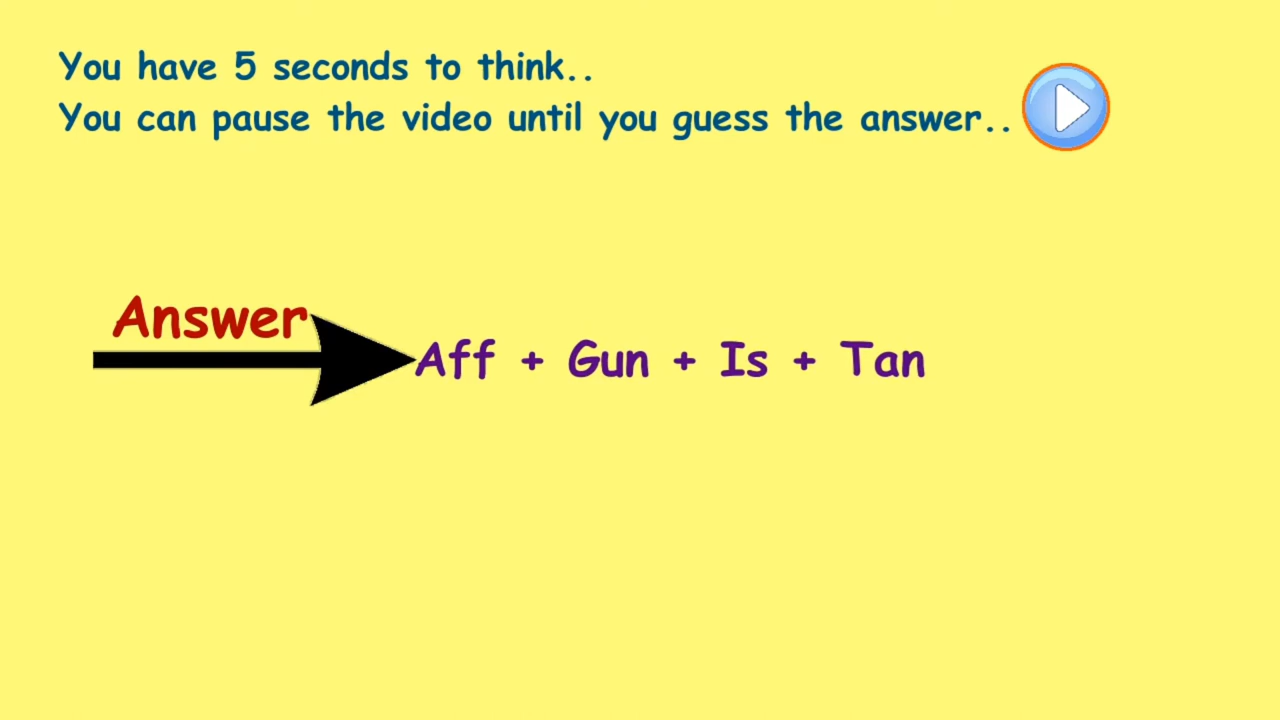 You have 5 seconds to think..
You can pause the video until you guess the answer..
Answer
Aff + Gun + Is + Tan